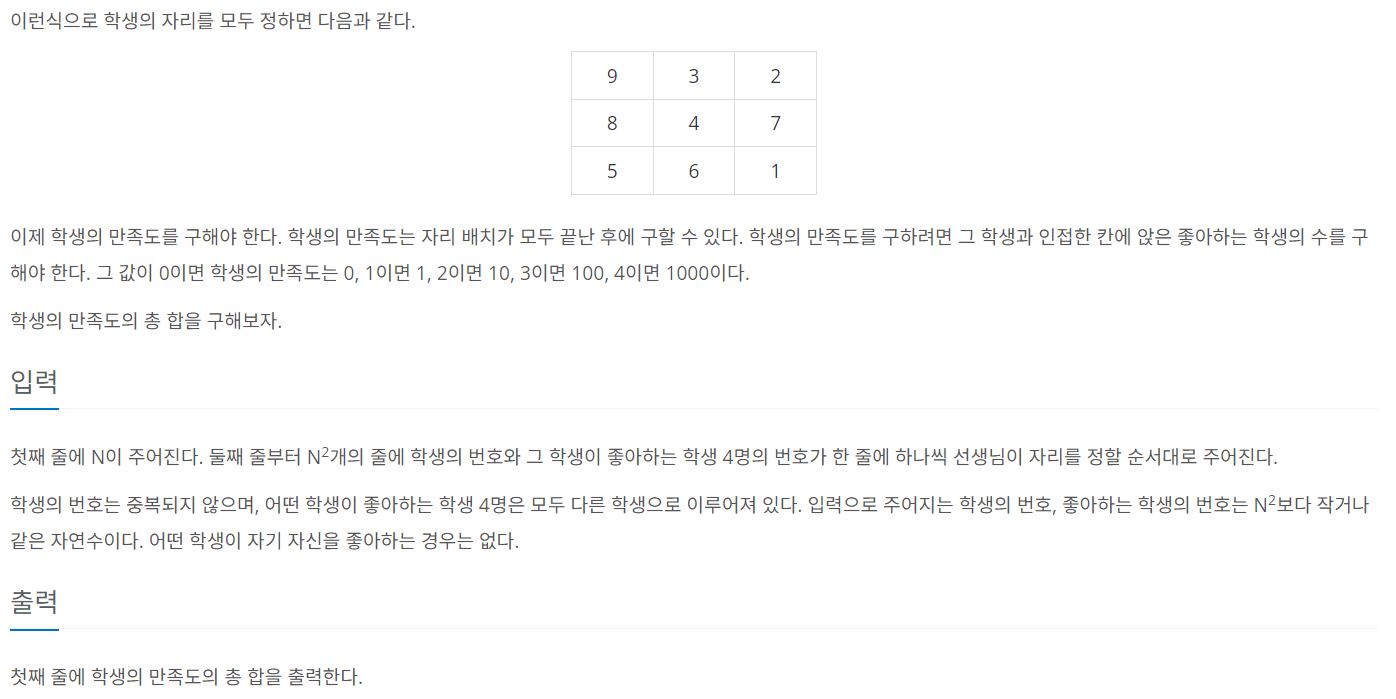 이런식으로 학생의 자리를 모두 정하면 다음과 같다.
9 3 2
8 4 7
5 6 1
이제 학생의 만족도를 구해야 한다. 학생의 만족도는 자리 배치가 모두 끝난 후에 구할 수 있다. 학생의 만족도를 구하려면 그 학생과 인접한 칸에 앉은 좋아하는 학생의 수를 구
해야 한다. 그 값이 0이면 학생의 만족도는 0, 1이면 1, 2이면 10, 3이면 100, 4이면 1000이다.
학생의 만족도의 총 합을 구해보자.
입력
첫째 줄에 N이 주어진다. 둘째 줄부터 N²개의 줄에 학생의 번호와 그 학생이 좋아하는 학생 4명의 번호가 한 줄에 하나씩 선생님이 자리를 정할 순서대로 주어진다.
학생의 번호는 중복되지 않으며, 어떤 학생이 좋아하는 학생 4명은 모두 다른 학생으로 이루어져 있다. 입력으로 주어지는 학생의 번호, 좋아하는 학생의 번호는 N²보다 작거나
같은 자연수이다. 어떤 학생이 자기 자신을 좋아하는 경우는 없다.
출력
첫째 줄에 학생의 만족도의 총 합을 출력한다.